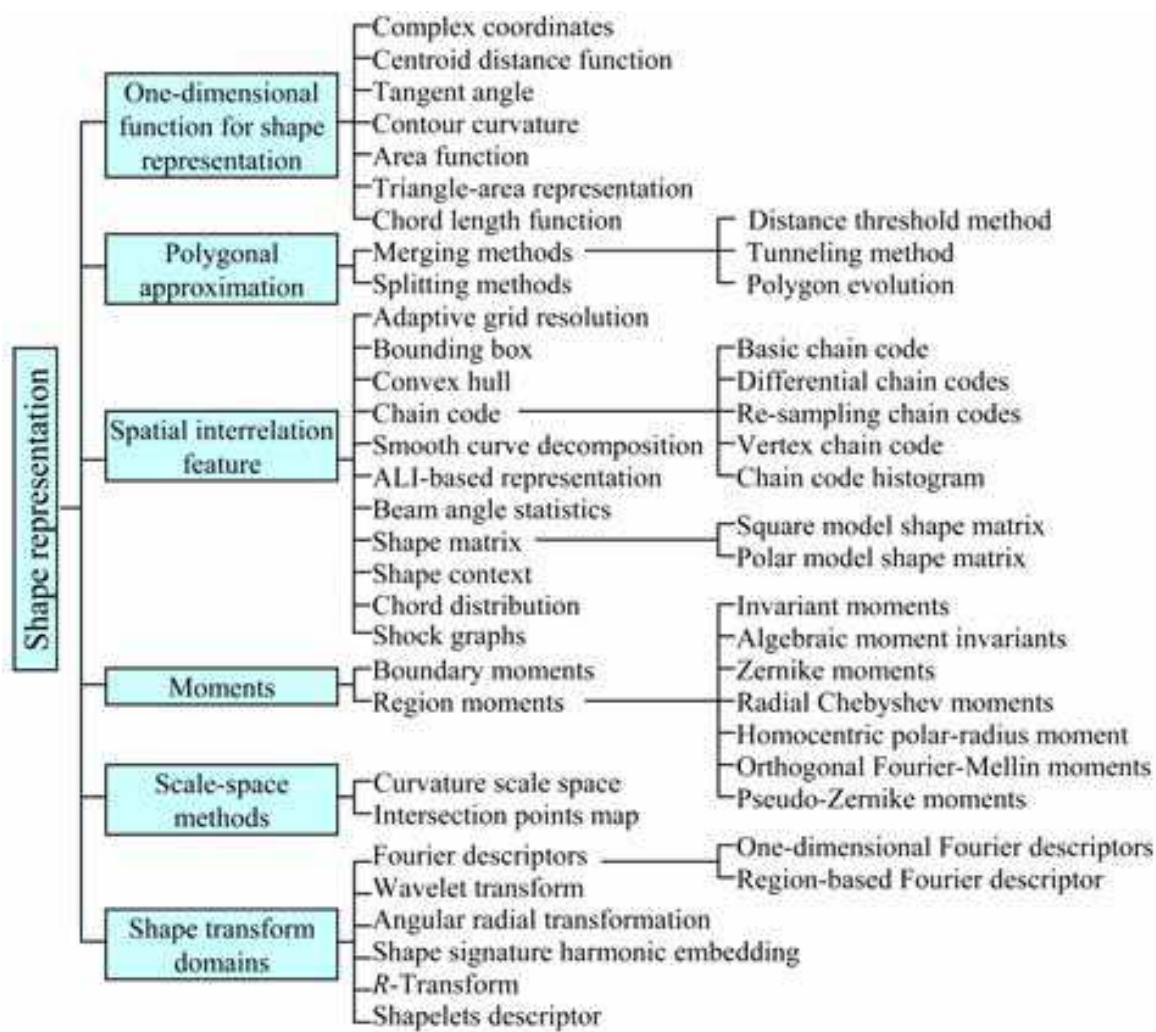 Shape representation
One-dimensional
function for shape
representation
Complex coordinates
Centroid distance function
Tangent angle
Contour curvature
Area function
Triangle-area representation
Chord length function
Polygonal
approximation
Merging methods
Splitting methods
Distance threshold method
Tunneling method
Polygon evolution
Spatial interrelation
feature
Adaptive grid resolution
Bounding box
Convex hull
Chain code
Smooth curve decomposition
ALI-based representation
Beam angle statistics
Shape matrix
Shape context
Chord distribution
Shock graphs
Basic chain code
Differential chain codes
Re-sampling chain codes
Vertex chain code
Chain code histogram
Square model shape matrix
Polar model shape matrix
Moments
Boundary moments
Region moments
Invariant moments
Algebraic moment invariants
Zernike moments
Radial Chebyshev moments
Homocentric polar-radius moment
Orthogonal Fourier-Mellin moments
Pseudo-Zernike moments
Scale-space
methods
Curvature scale space
Intersection points map
Shape transform
domains
Fourier descriptors
Wavelet transform
Angular radial transformation
Shape signature harmonic embedding
R-Transform
Shapelets descriptor
One-dimensional Fourier descriptors
Region-based Fourier descriptor